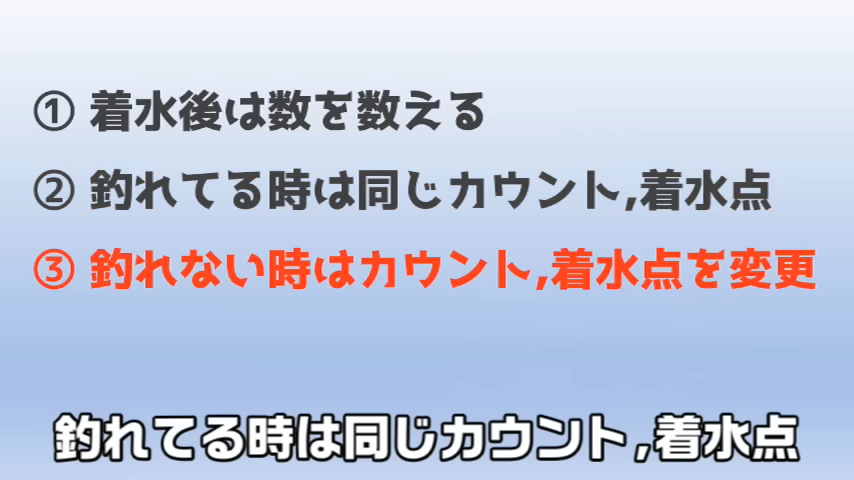 ① 着水後は数を数える
② 釣れてる時は同じカウント,着水点
③ 釣れない時はカウント,着水点を変更
釣れてる時は同じカウント,着水点